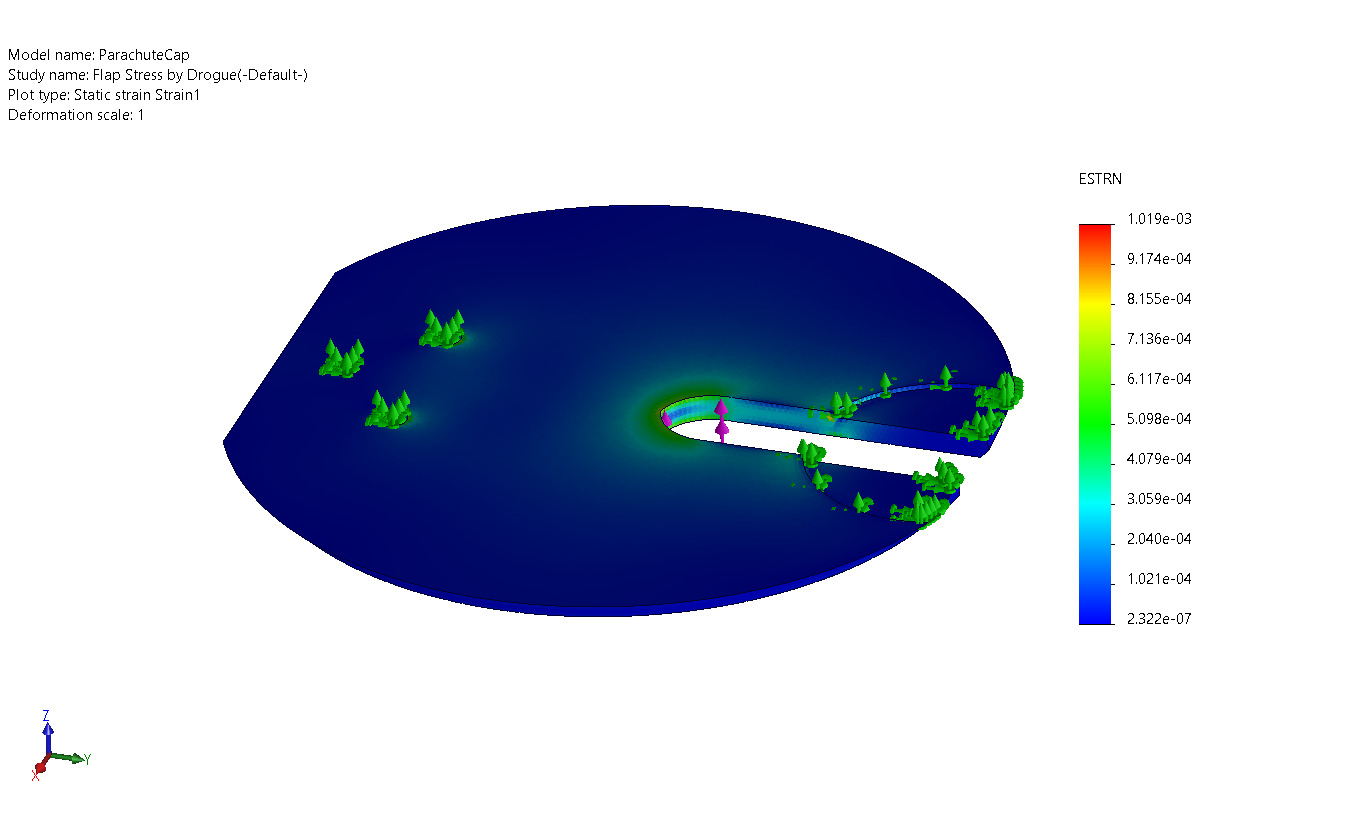 Model name: ParachuteCap
Study name: Flap Stress by Drogue(-Default-)
Plot type: Static strain Strain1
Deformation scale: 1
ESTRN
1.019e-03
9.174e-04
8.155e-04
7.136e-04
6.117e-04
5.098e-04
4.079e-04
3.059e-04
2.040e-04
1.021e-04
2.322e-07
Z
Y
X